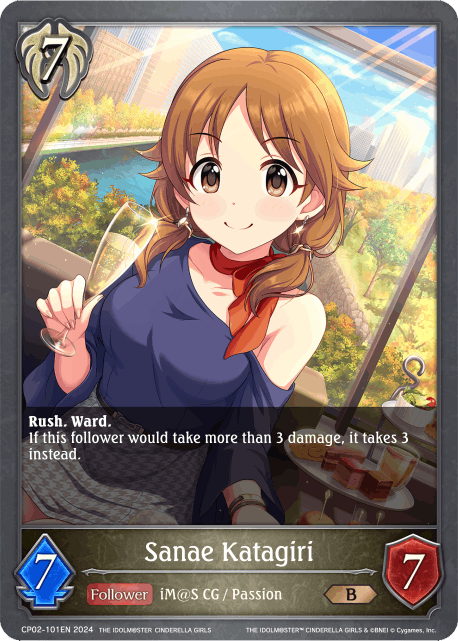 7
Rush. Ward.
If this follower would take more than 3 damage, it takes 3
instead.
Sanae Katagiri
7
Follower iM@S CG / Passion
B
7
CP02-101EN 2024 THE IDOLM@STER CINDERELLA GIRLS THE IDOLM@STER™ CINDERELLA GIRLS & ©BNEI © Cygames, Inc.